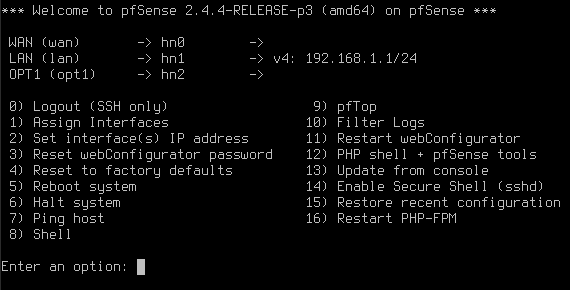 *** Welcome to pfSense 2.4.4-RELEASE-p3 (amd64) on pfSense ***
WAN (wan) -> hn0 ->
LAN (lan) -> hn1 -> v4: 192.168.1.1/24
OPT1 (opt1) -> hn2 ->
0) Logout (SSH only) 9) pfTop
1) Assign Interfaces 10) Filter Logs
2) Set interface(s) IP address 11) Restart webConfigurator
3) Reset webConfigurator password 12) PHP shell + pfSense tools
4) Reset to factory defaults 13) Update from console
5) Reboot system 14) Enable Secure Shell (sshd)
6) Halt system 15) Restore recent configuration
7) Ping host 16) Restart PHP-FPM
8) Shell
Enter an option: